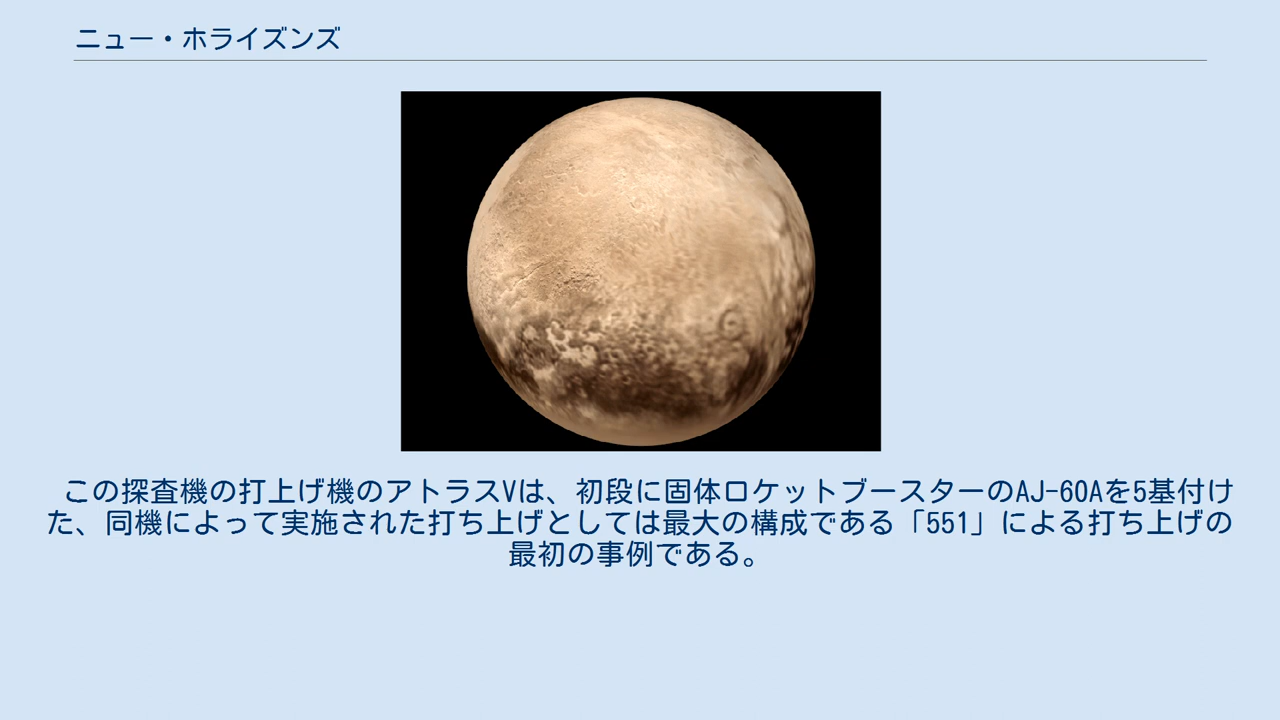 ニュー・ホライズンズ
この探査機の打上げ機のアトラスVは、初段に固体ロケットブースターのAJ-60Aを5基付け
た、同機によって実施された打ち上げとしては最大の構成である「551」による打ち上げの
最初の事例である。